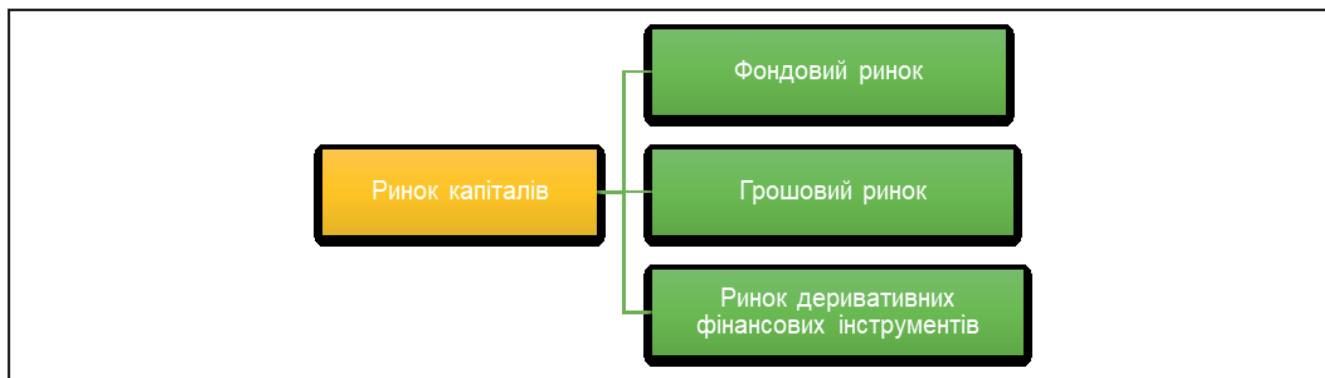 Фондовий ринок
Ринок капіталів
Грошовий ринок
Ринок деривативних
фінансових інструментів